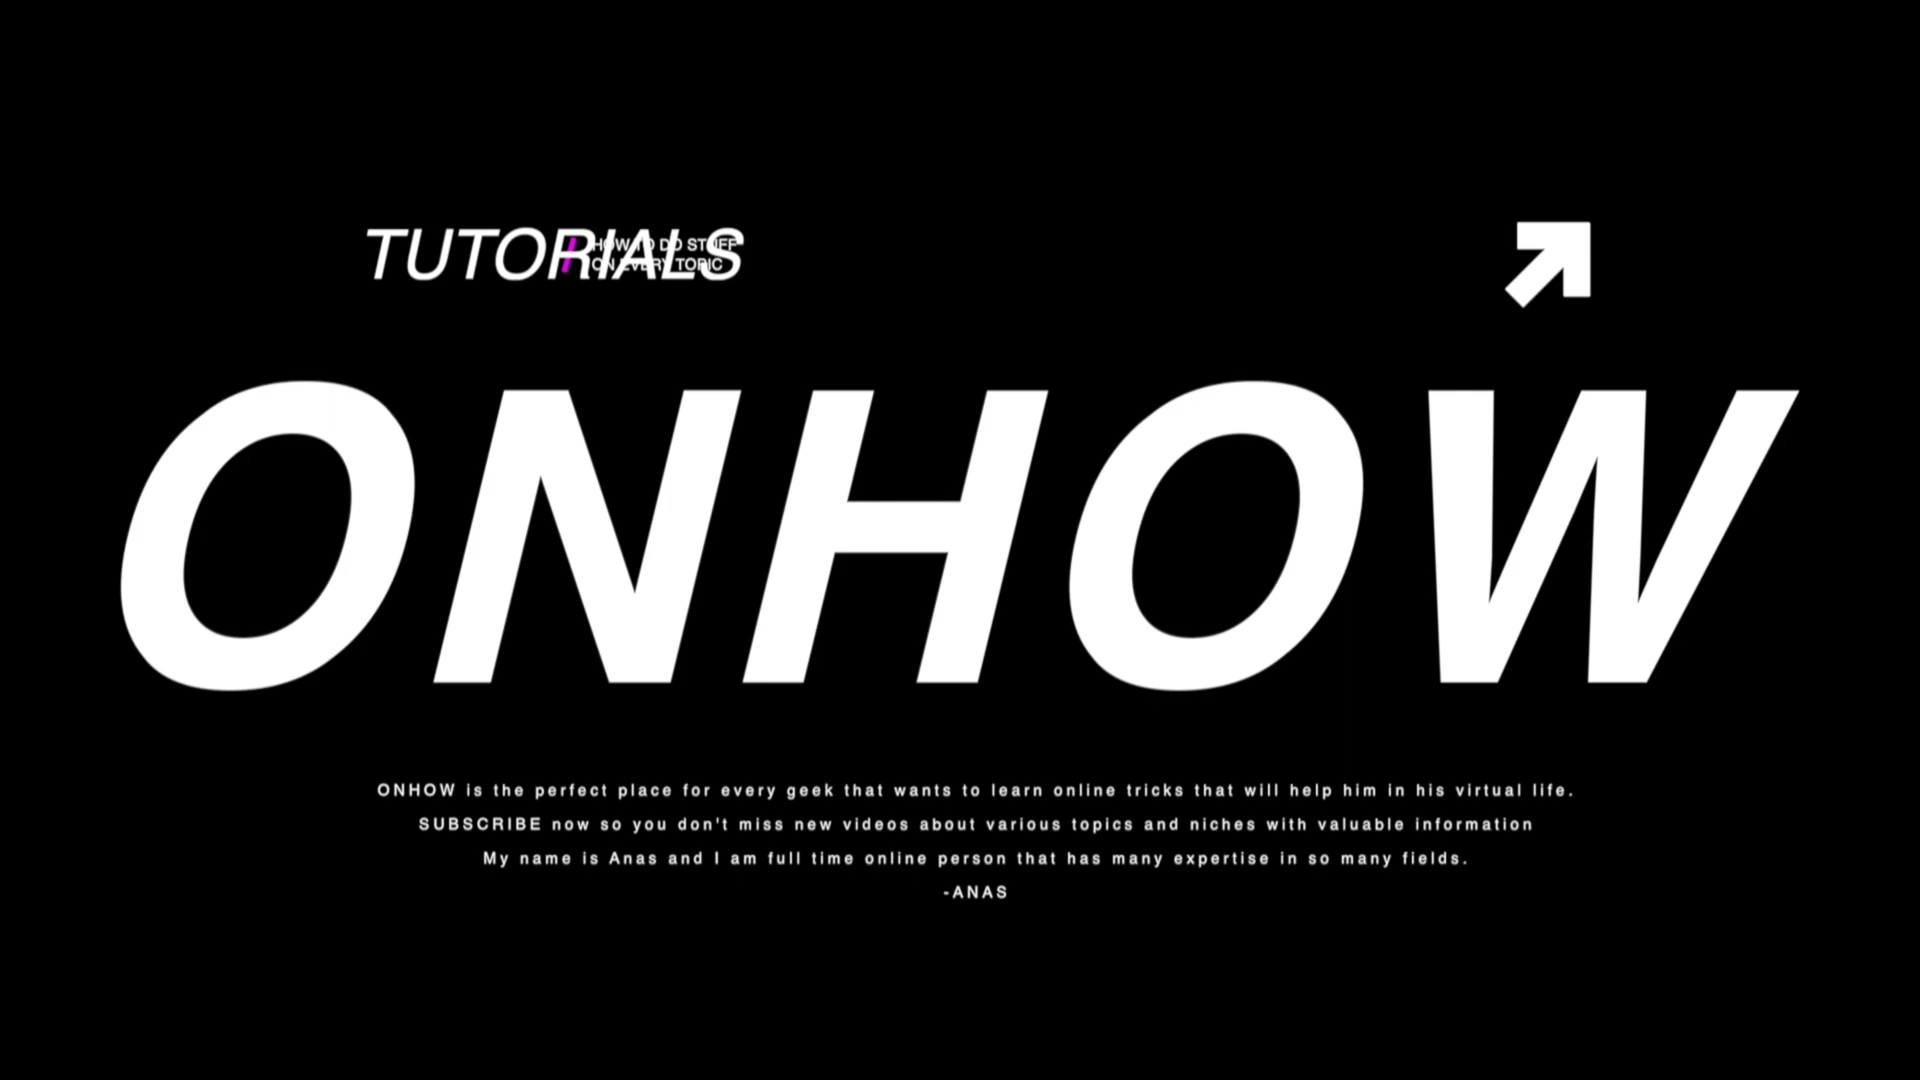 TUTORIALS
HOW TO DO STUFF
ON EVERY TOPIC
ONHOW
ONHOW is the perfect place for every geek that wants to learn online tricks that will help him in his virtual life.
SUBSCRIBE now so you don't miss new videos about various topics and niches with valuable information
My name is Anas and I am full time online person that has many expertise in so many fields.
-ANAS